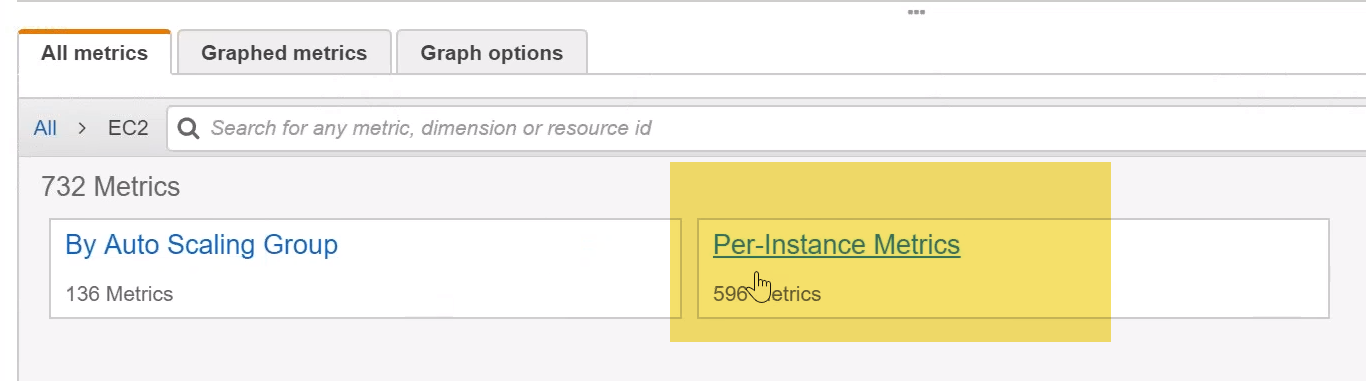 All metrics Graphed metrics Graph options
All > EC2 Search for any metric, dimension or resource id
732 Metrics
By Auto Scaling Group
136 Metrics
Per-Instance Metrics
596 etrics